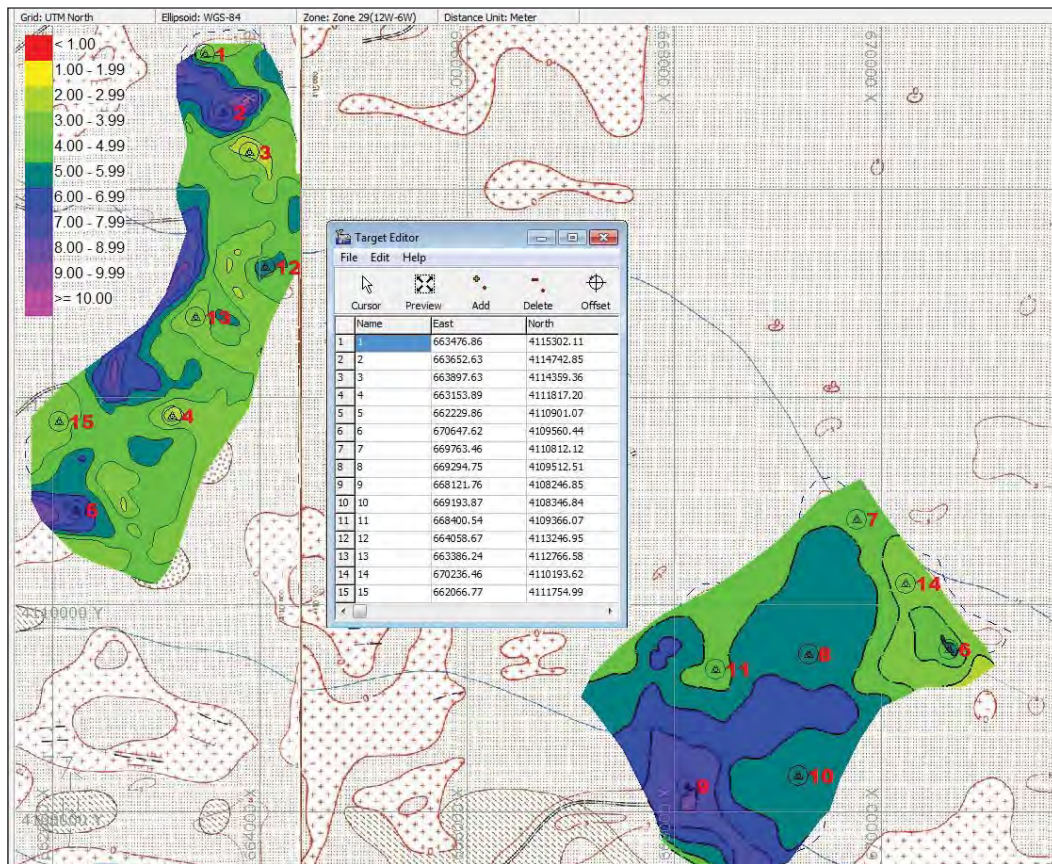 Grid: UTM North Ellipsoid: WGS-84 Zone: Zone 29(12W-6W) Distance Unit: Meter
< 1.00
1.00 - 1.99
2.00 - 2.99
3.00 - 3.99
4.00 - 4.99
5.00 - 5.99
6.00 - 6.99
7.00 - 7.99
8.00 - 8.99
9.00 - 9.99
>= 10.00
1
2
3
12
13
4
15
5
668000 X
670000 X
Target Editor
File Edit Help
Cursor Preview Add Delete Offset
Name East North
1 1 663476.86 4115302.11
2 2 663652.63 4114742.85
3 3 663897.63 4114359.36
4 4 663153.89 4111817.20
5 5 662229.86 4110901.07
6 6 670647.62 4109560.44
7 7 669763.46 4110812.12
8 8 669294.75 4109512.51
9 9 668121.76 4108246.85
10 10 669193.87 4108346.84
11 11 668400.54 4109366.07
12 12 664058.67 4113246.95
13 13 663386.24 4112766.58
14 14 670236.46 4110193.62
15 15 662066.77 4111754.99
7
14
6
8
11
10
9
4110000 Y
4108000 Y